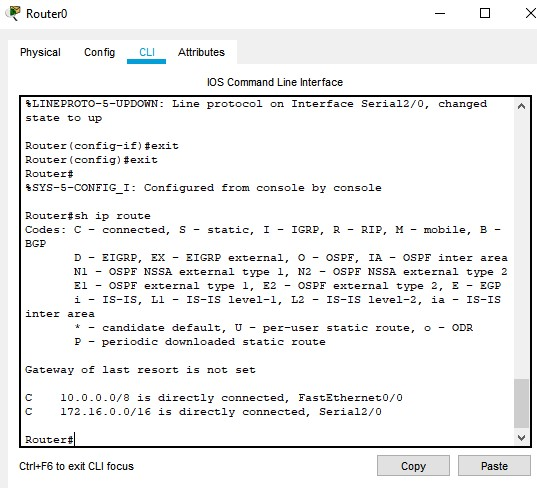 Router0
Physical Config CLI Attributes
IOS Command Line Interface
%LINEPROTO-5-UPDOWN: Line protocol on Interface Serial2/0, changed
state to up
Router(config-if)#exit
Router(config)#exit
Router#
%SYS-5-CONFIG_I: Configured from console by console
Router#sh ip route
Codes: C - connected, S - static, I - IGRP, R - RIP, M - mobile, B -
BGP
D - EIGRP, EX - EIGRP external, O - OSPF, IA - OSPF inter area
N1 - OSPF NSSA external type 1, N2 - OSPF NSSA external type 2
E1 - OSPF external type 1, E2 - OSPF external type 2, E - EGP
i - IS-IS, L1 - IS-IS level-1, L2 - IS-IS level-2, ia - IS-IS
inter area
* - candidate default, U - per-user static route, o - ODR
P - periodic downloaded static route
Gateway of last resort is not set
C 10.0.0.0/8 is directly connected, FastEthernet0/0
C 172.16.0.0/16 is directly connected, Serial2/0
Router#
Ctrl+F6 to exit CLI focus Copy Paste